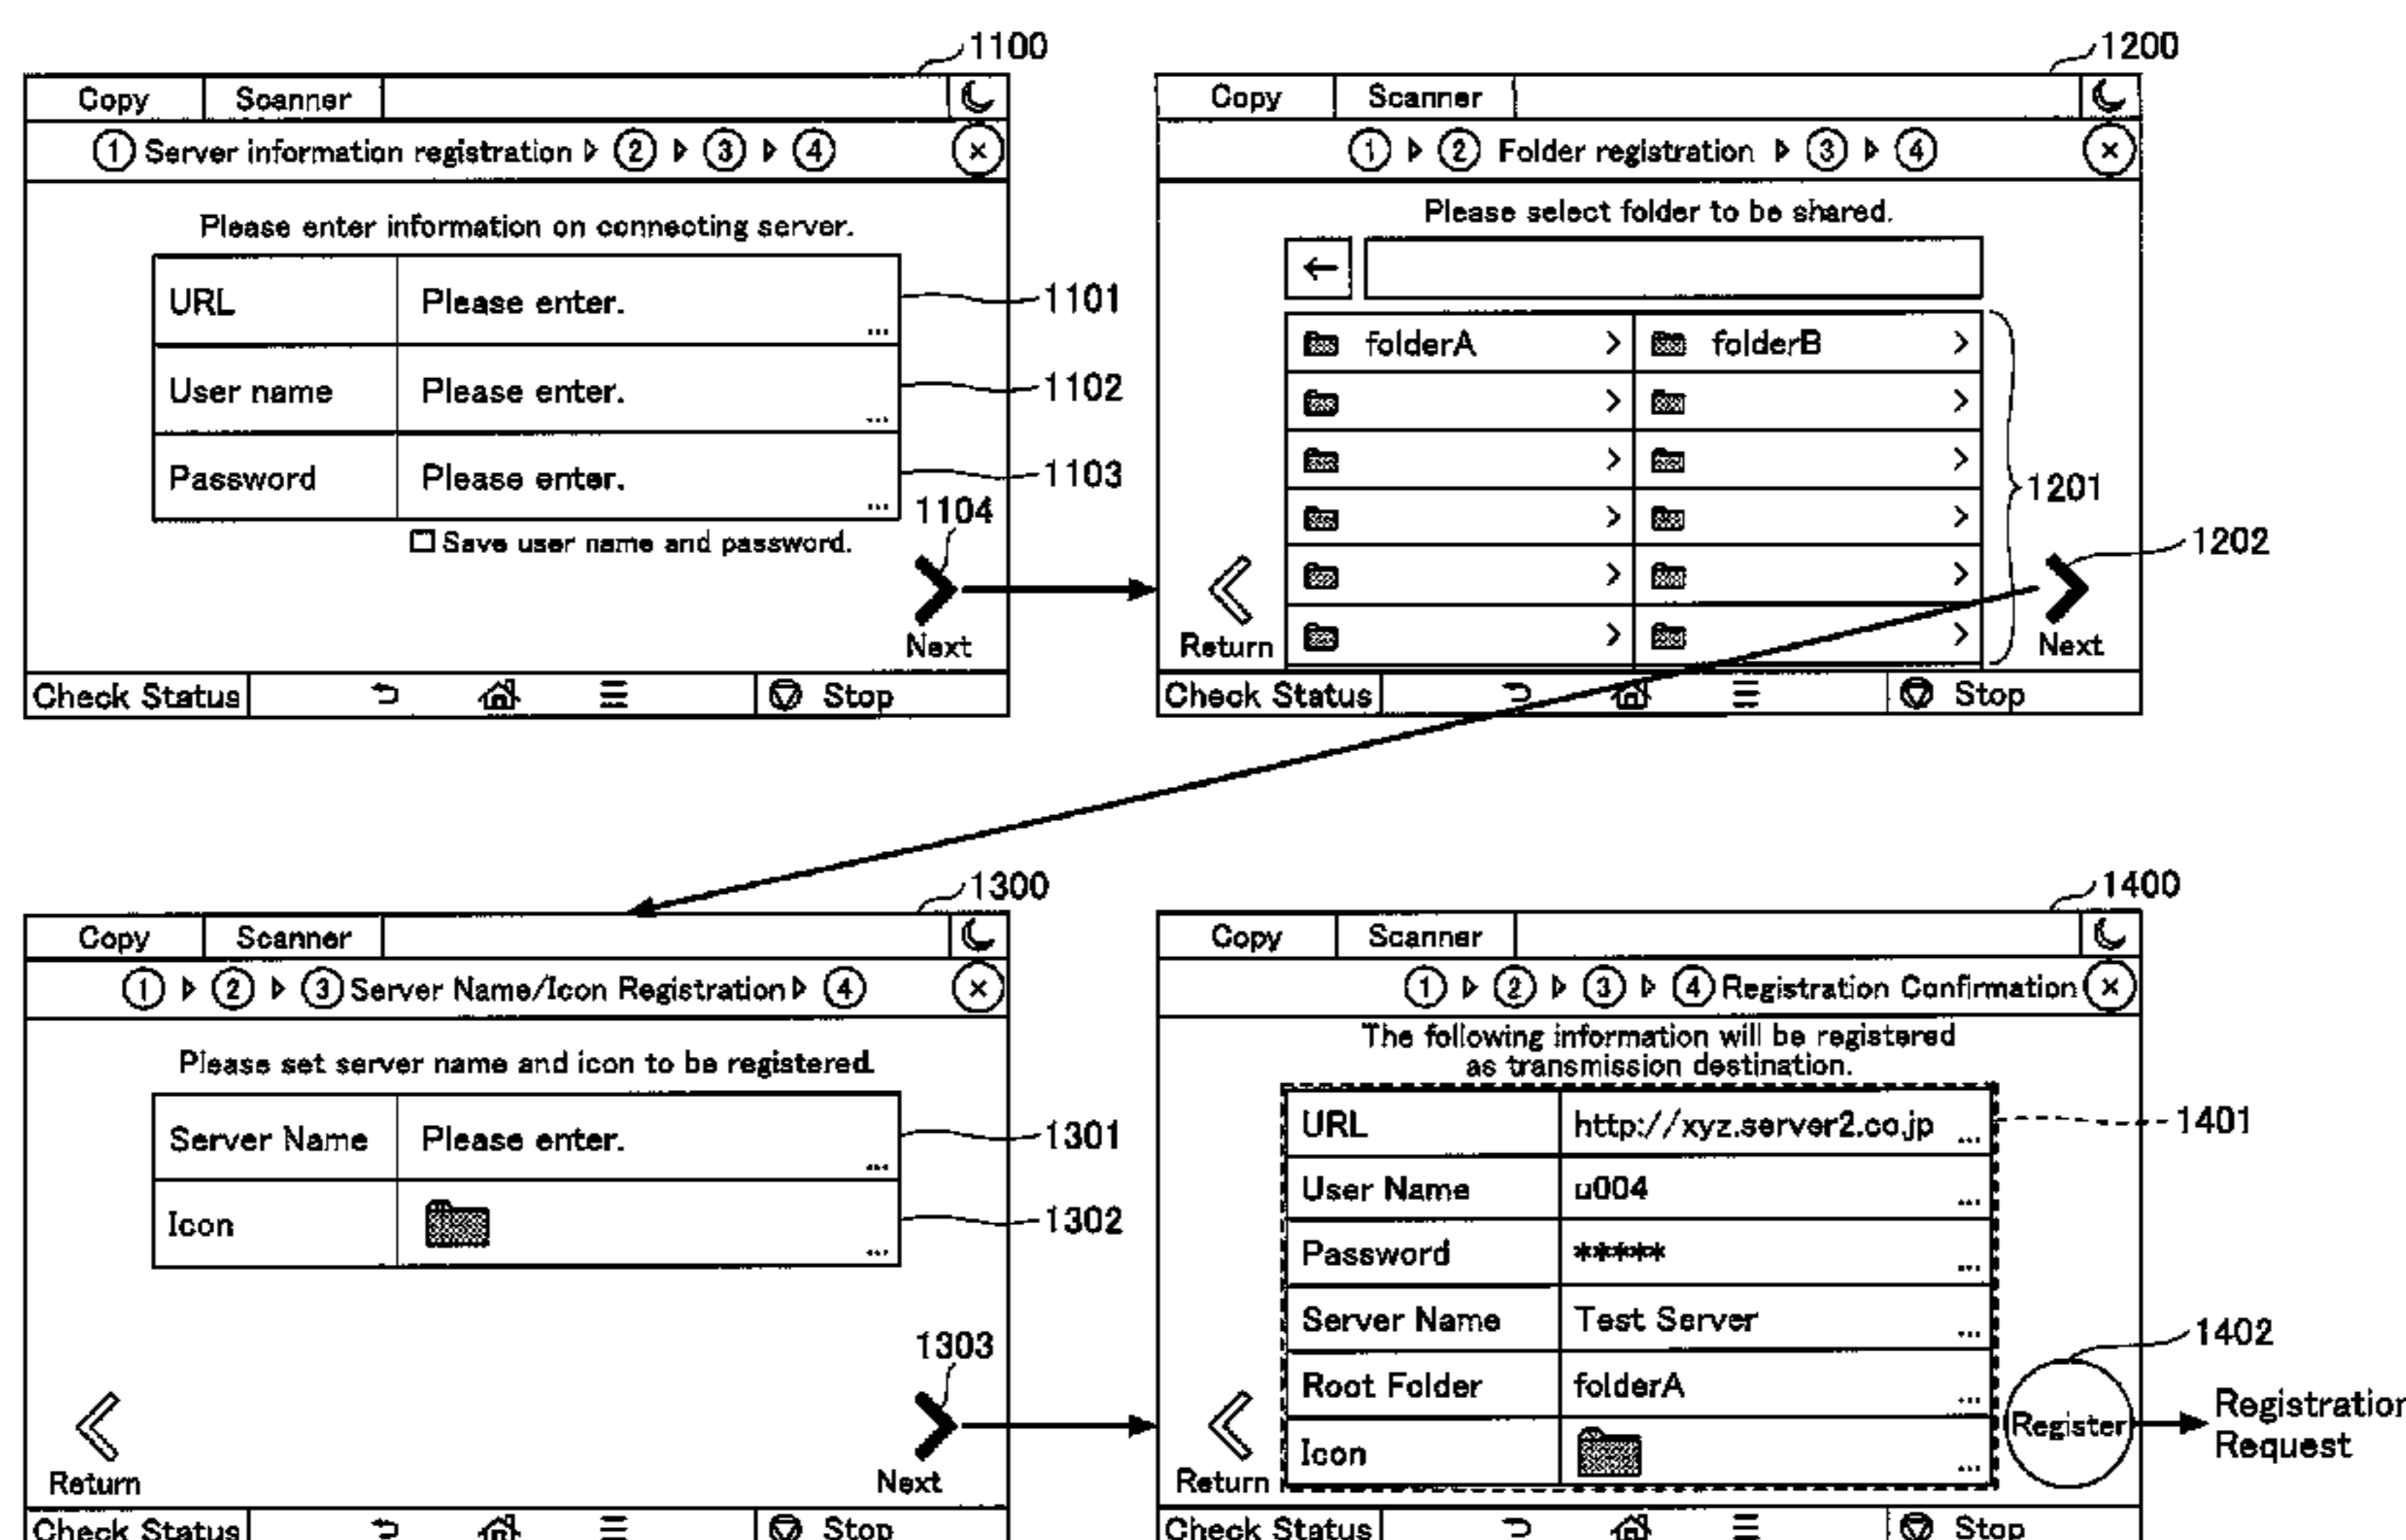 1100
Copy Scanner
① Server information registration ▷ ② ▷ ③ ▷ ④ ×
Please enter information on connecting server.
URL Please enter. ... 1101
User name Please enter. ... 1102
Password Please enter. ... 1103
1104
Save user name and password.
Next
Check Status Stop
1200
Copy Scanner
① ▷ ② Folder registration ▷ ③ ▷ ④ ×
Please select folder to be shared.
←
folderA > folderB >
1201
1202
Return Next
Check Status Stop
1300
Copy Scanner
① ▷ ② ▷ ③ Server Name/Icon Registration ▷ ④ ×
Please set server name and icon to be registered.
Server Name Please enter. ... 1301
Icon ... 1302
1303
Return Next
Check Status Stop
1400
Copy Scanner
① ▷ ② ▷ ③ ▷ ④ Registration Confirmation ×
The following information will be registered
as transmission destination.
URL http://xyz.server2.co.jp ... 1401
User Name u004 ...
Password ***** ...
Server Name Test Server ...
1402
Root Folder folderA ...
Register Registration
Request
Icon ...
Return
Check Status Stop